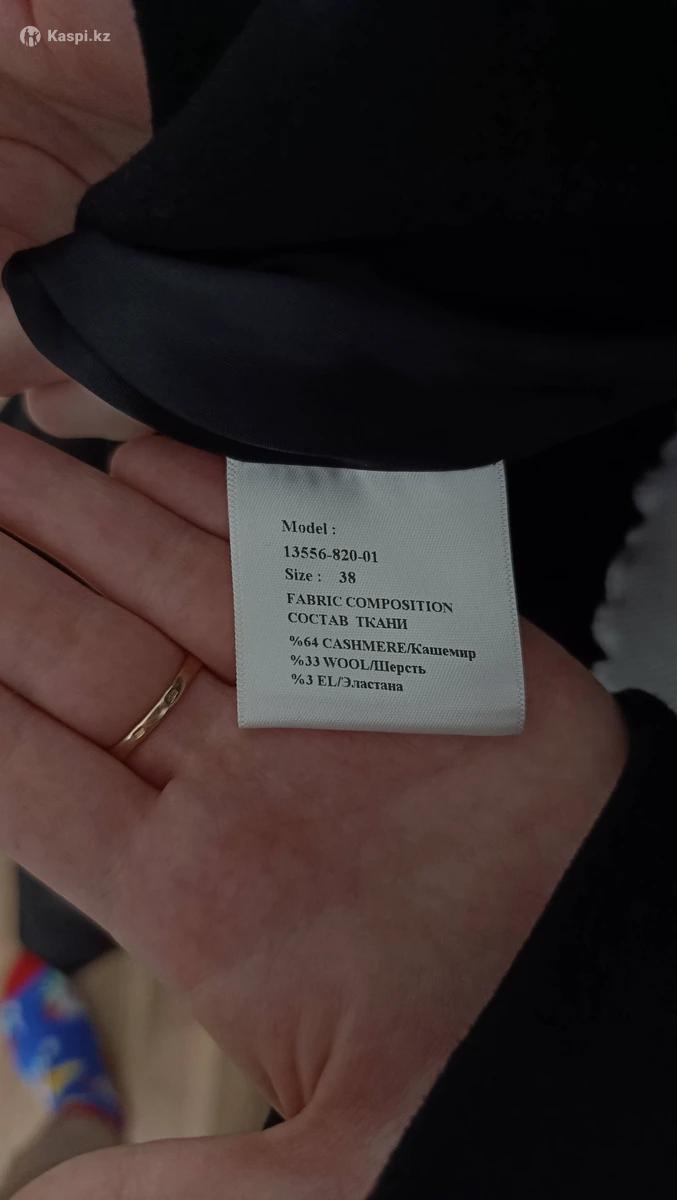 Kaspi.kz
Model :
13556-820-01
Size : 38
FABRIC COMPOSITION
СОСТАВ ТКАНИ
%64 CASHMERE/Кашемир
%33 WOOL/Шерсть
%3 EL/Эластана